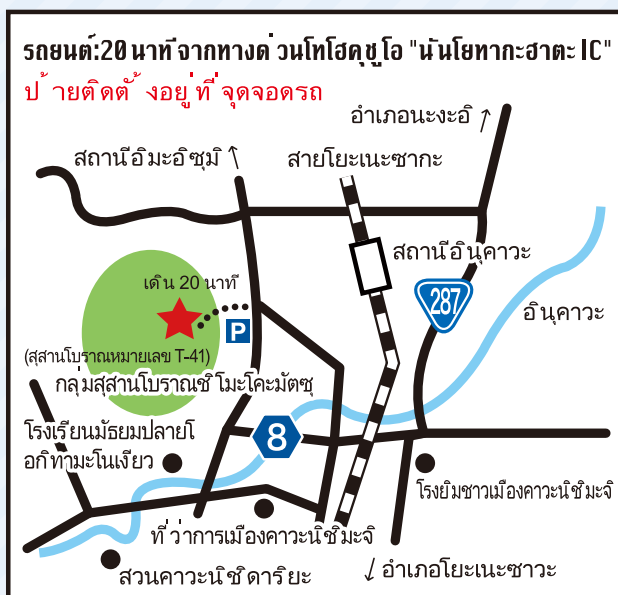 รถยนต์:20 นาทีจากทางด่วนโทโฮคุชูโอ "นันโยทากะฮาตะ IC"
ป้ายติดตั้งอยู่ที่จุดจอดรถ
อำเภอนะงะอิ ↑
สถานีอิมะอิซุมิ ↑
สายโยะเนะซากะ
สถานีอินุคาวะ
เดิน 20 นาที
287
อินุคาวะ
P
(สุสานโบราณหมายเลข T-41)
กลุ่มสุสานโบราณชิโมะโคะมัตซุ
8
โรงเรียนมัธยมปลายโ
อกิทามะโนเงียว
โรงยิมชาวเมืองคาวะนิชิมะจิ
ที่ว่าการเมืองคาวะนิชิมะจิ
สวนคาวะนิชิดาริยะ
↓ อำเภอโยะเนะซาวะ